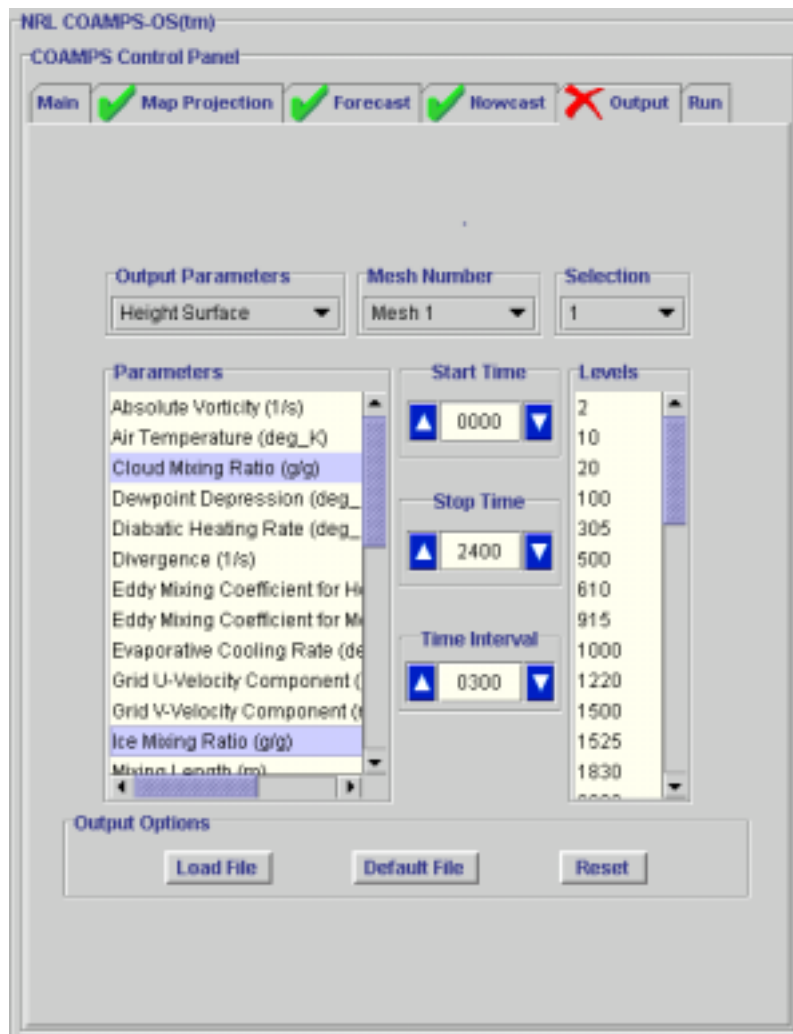 NRL COAMPS-OS(tm)
COAMPS Control Panel
Main Map Projection Forecast Nowcast Output Run
Output Parameters Mesh Number Selection
Height Surface Mesh 1 1
Parameters Start Time Levels
Absolute Vorticity (1/s)
Air Temperature (deg_K)
Cloud Mixing Ratio (g/g)
Dewpoint Depression (deg_
Diabatic Heating Rate (deg_
Divergence (1/s)
Eddy Mixing Coefficient for He
Eddy Mixing Coefficient for Mo
Evaporative Cooling Rate (de
Grid U-Velocity Component (
Grid V-Velocity Component (
Ice Mixing Ratio (g/g)
Mixing Length (m)
0000
Stop Time
2400
Time Interval
0300
2
10
20
100
305
500
610
915
1000
1220
1500
1525
1830
Output Options
Load File Default File Reset